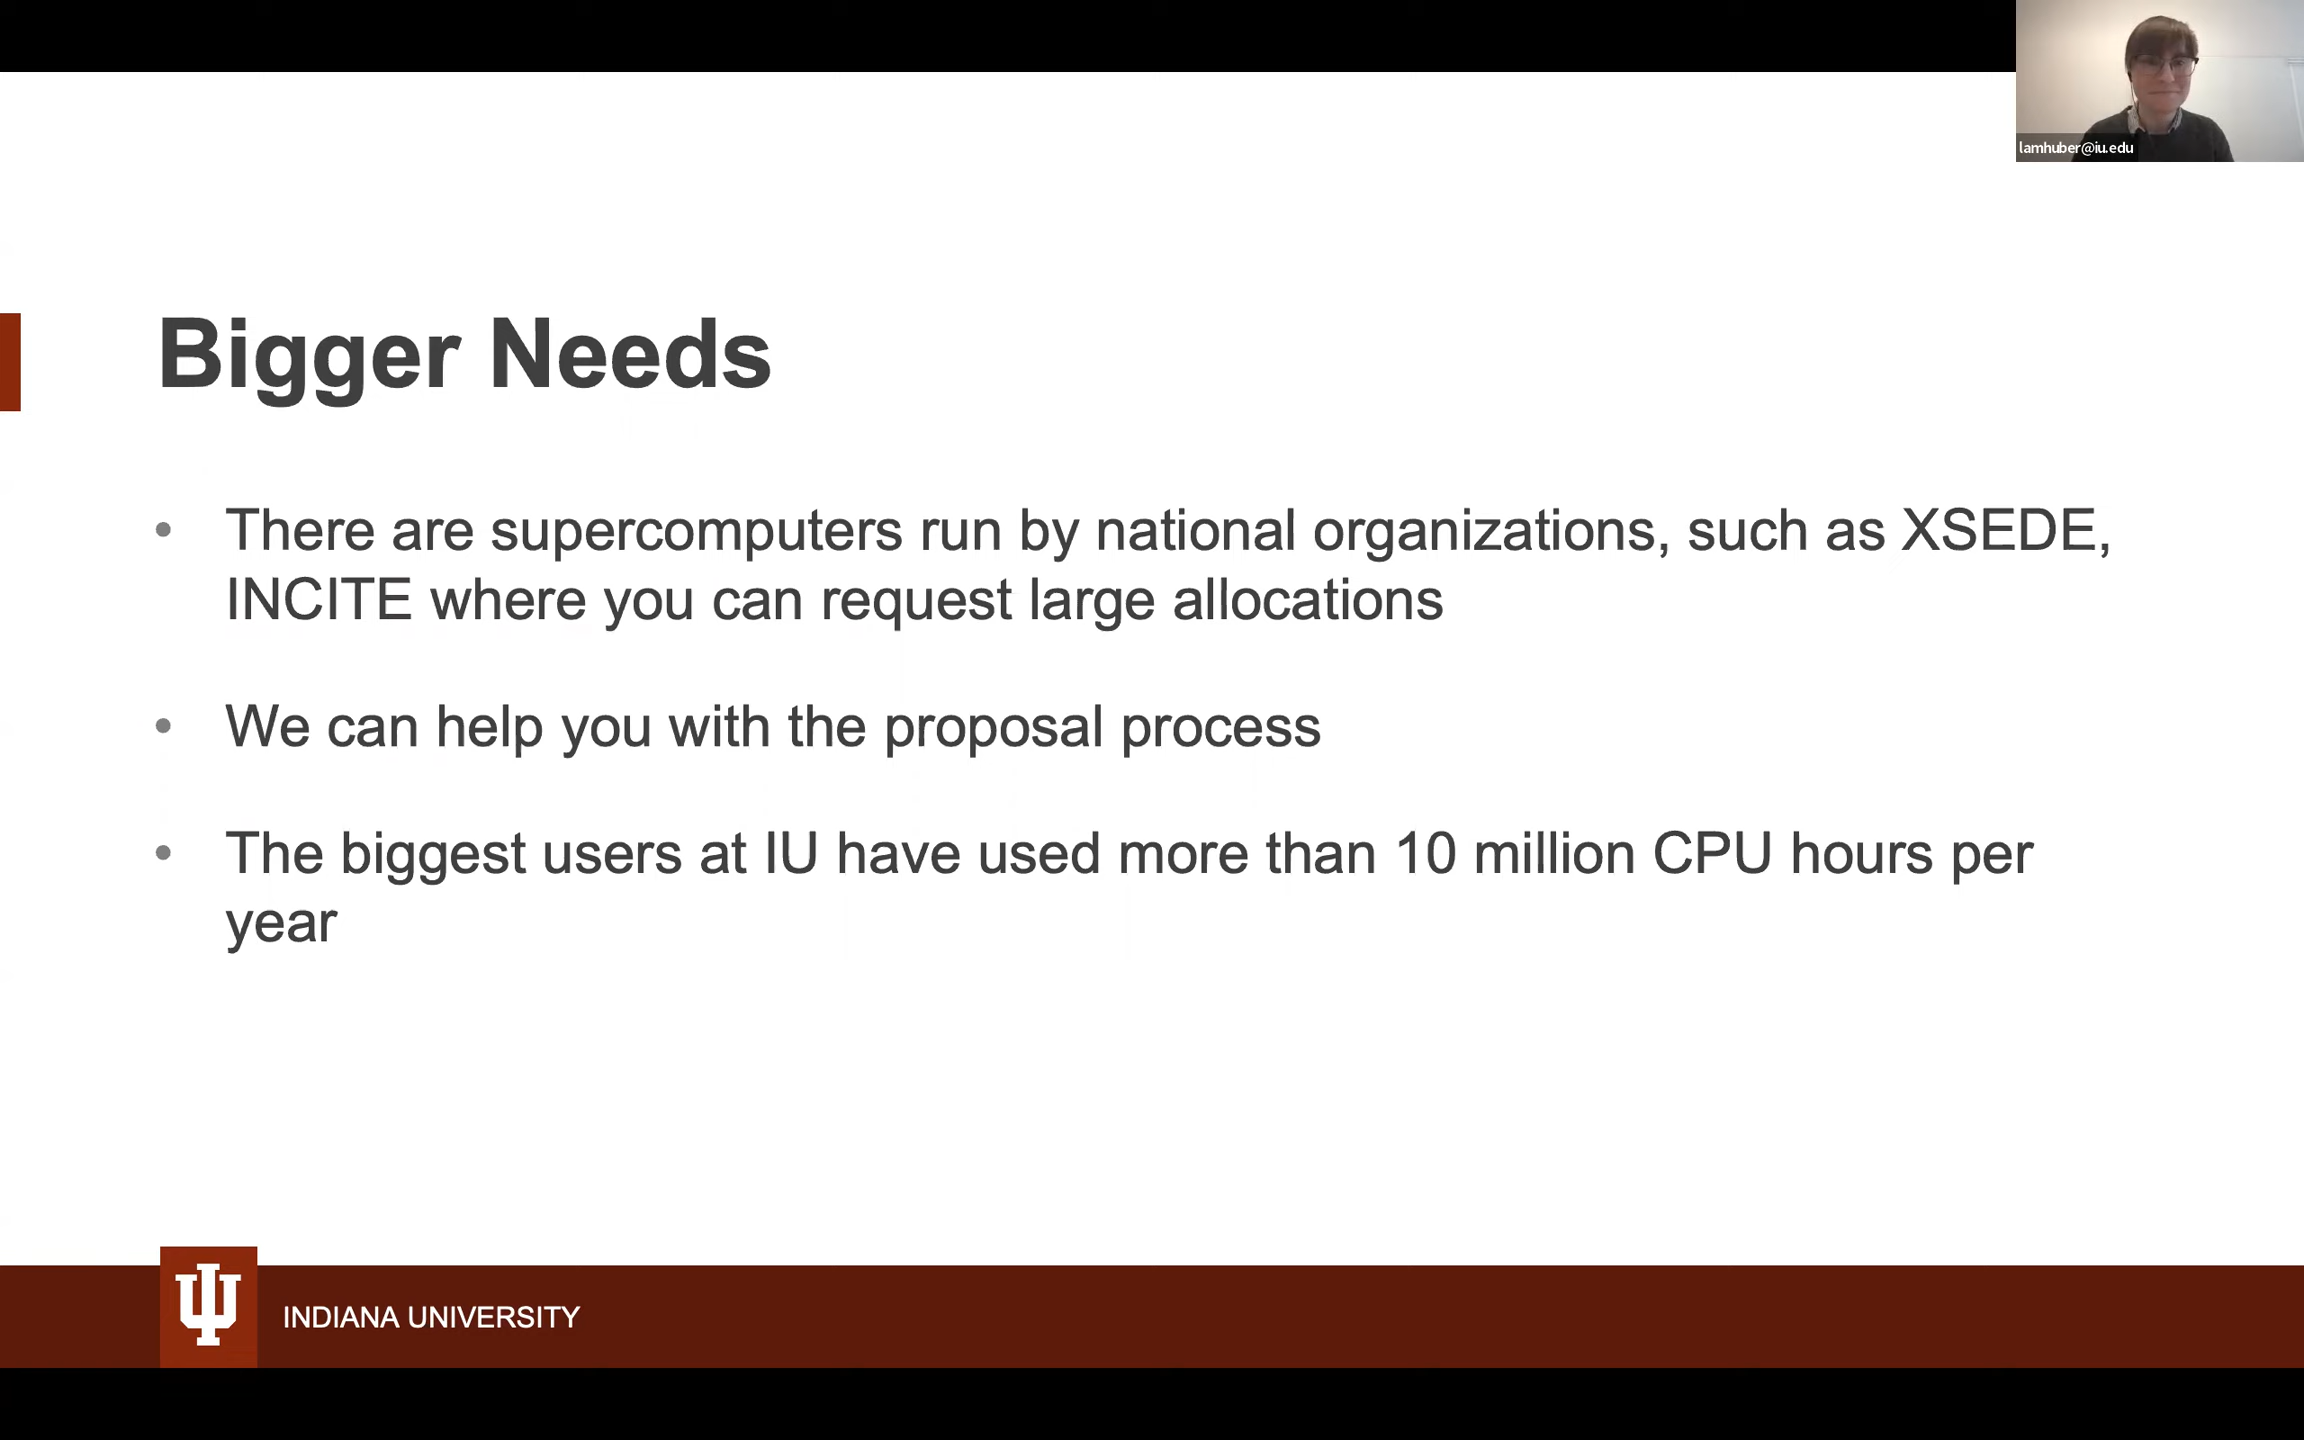 lamhuber@iu.edu
Bigger Needs
• There are supercomputers run by national organizations, such as XSEDE,
INCITE where you can request large allocations
• We can help you with the proposal process
• The biggest users at IU have used more than 10 million CPU hours per
year
INDIANA UNIVERSITY